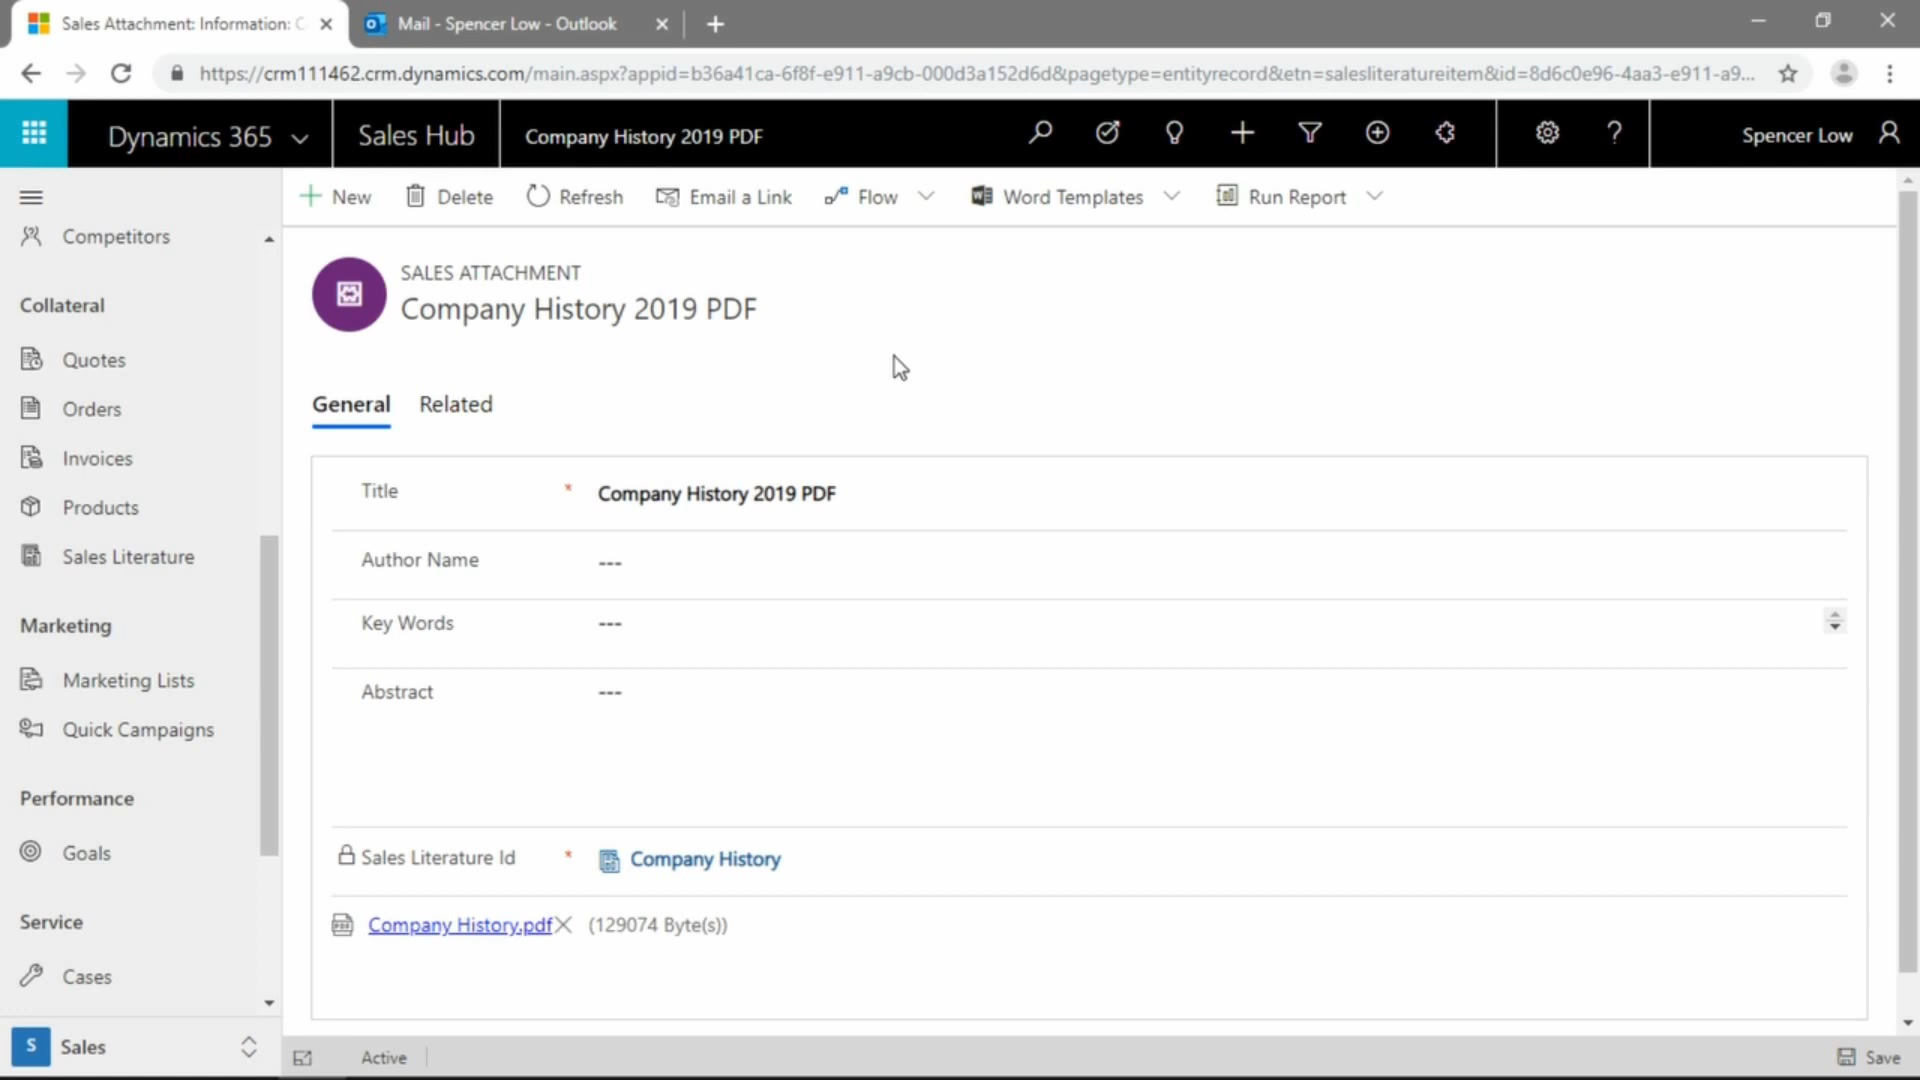 Sales Attachment: Information: C
Mail - Spencer Low - Outlook
https://crm111462.crm.dynamics.com/main.aspx?appid=b36a41ca-6f8f-e911-a9cb-000d3a152d6d&pagetype=entityrecord&etn=salesliteratureitem&id=8d6c0e96-4aa3-e911-a9...
Dynamics 365
Sales Hub
Company History 2019 PDF
Spencer Low
New
Delete
Refresh
Email a Link
Flow
Word Templates
Run Report
Competitors
Collateral
Quotes
Orders
Invoices
Products
Sales Literature
Marketing
Marketing Lists
Quick Campaigns
Performance
Goals
Service
Cases
S Sales
SALES ATTACHMENT
Company History 2019 PDF
General Related
Title * Company History 2019 PDF
Author Name ---
Key Words ---
Abstract ---
Sales Literature Id * Company History
PDF Company History.pdf (129074 Byte(s))
Active
Save